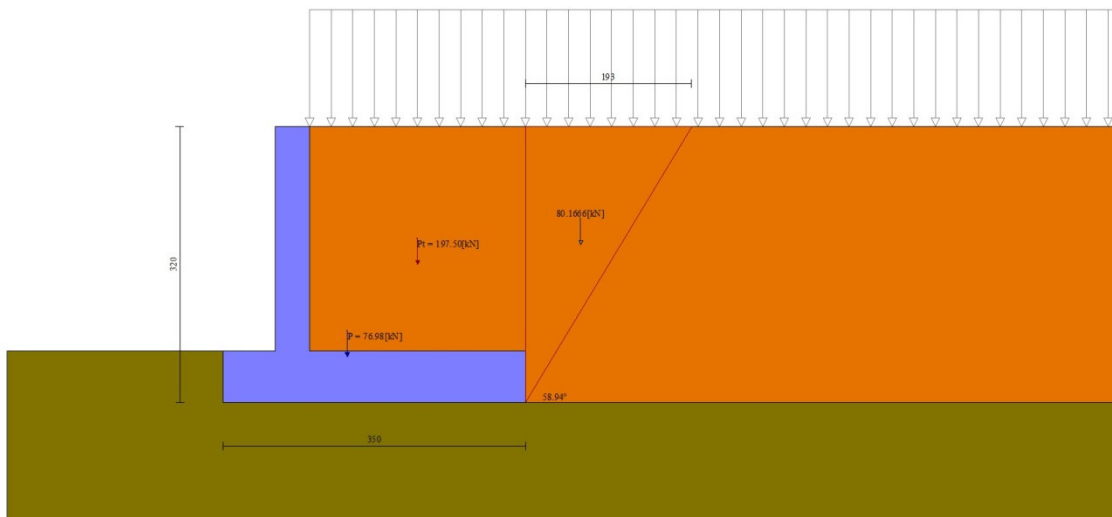 193
80.1666[kN]
Pt = 197.50[kN]
320
P = 76.98[kN]
58.94°
350